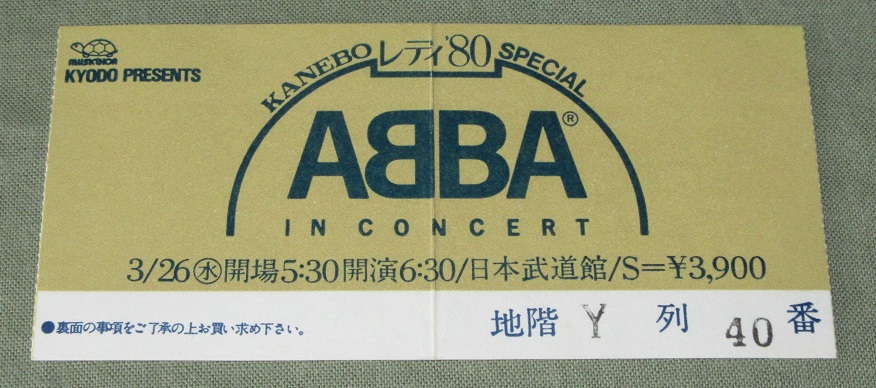 musicthon
KYODO PRESENTS
KANEBO レディ'80 SPECIAL
ABBA®
IN CONCERT
3/26㊌開場5:30開演6:30/日本武道館/S=¥3,900
●裏面の事項をご了承の上お買い求め下さい。
地階 Y 列 40 番